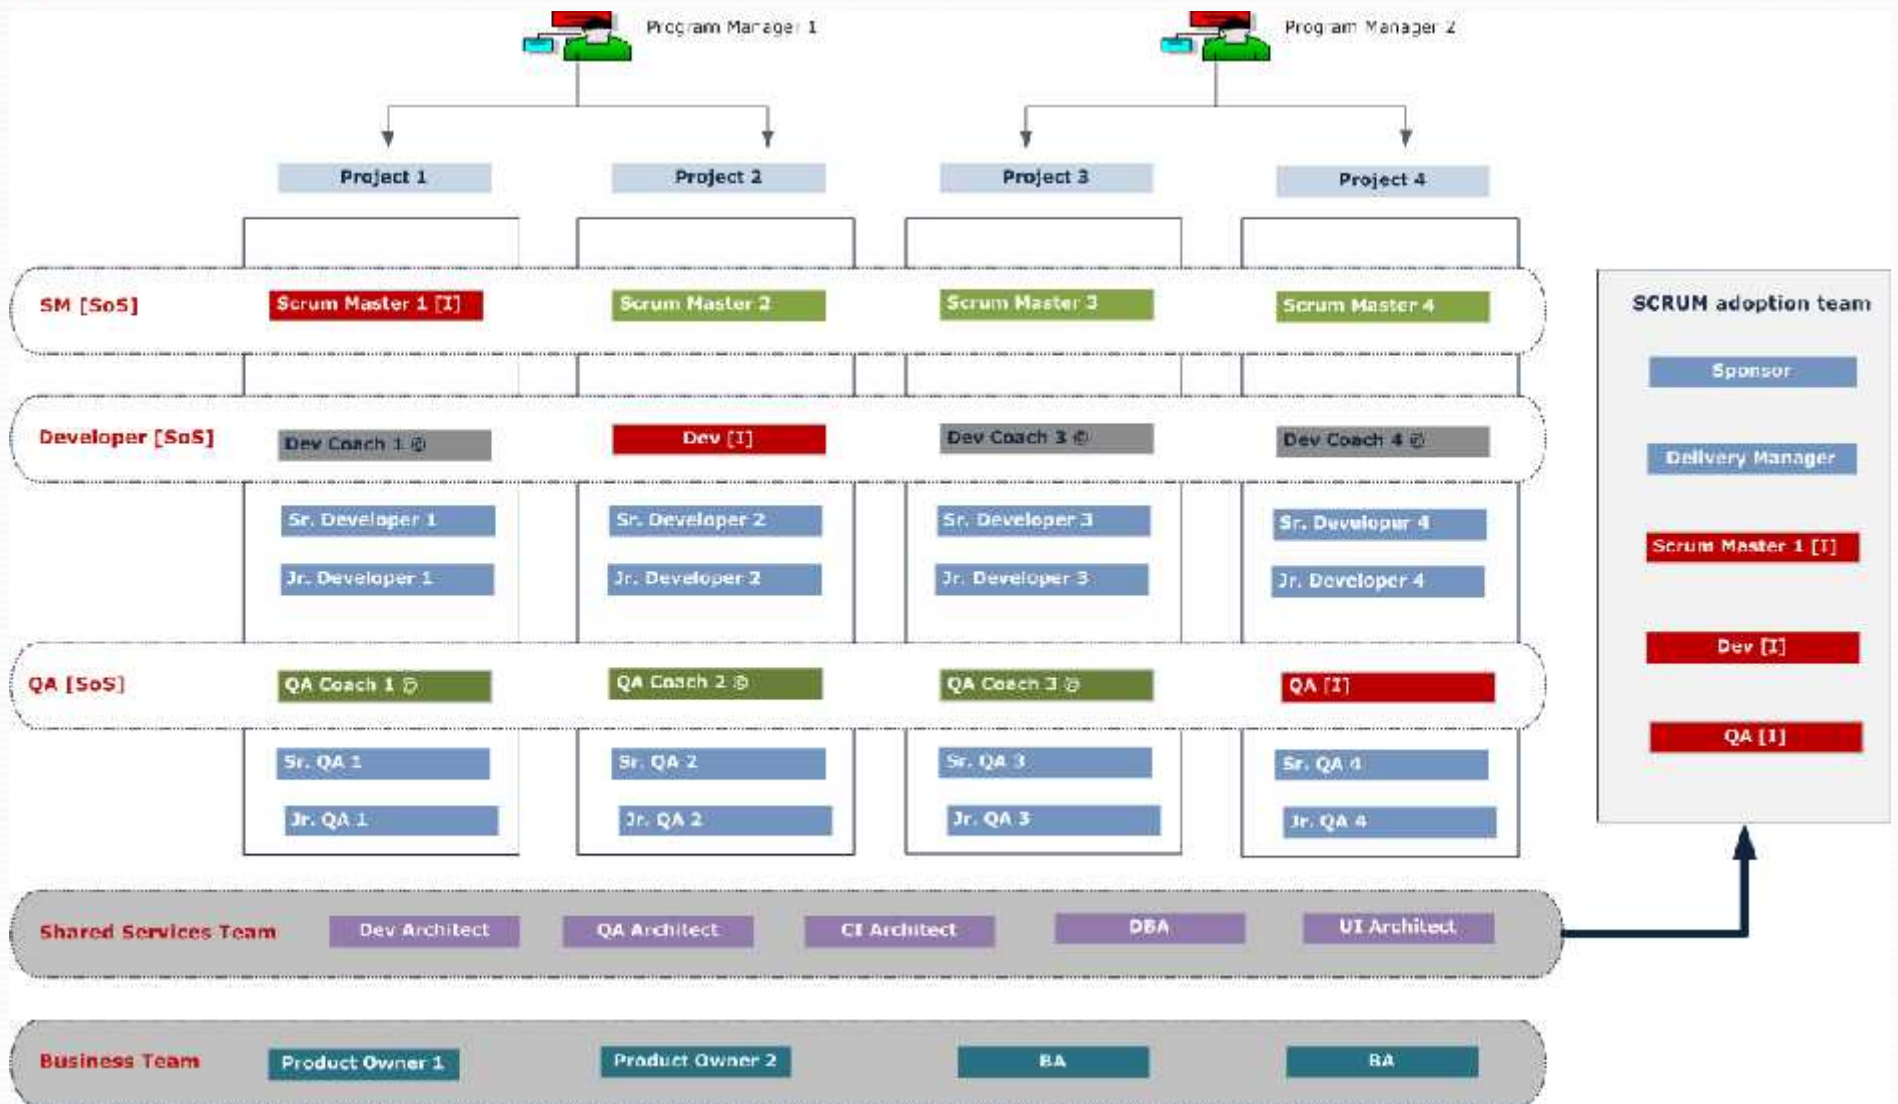 Program Manager 1
Program Manager 2
Project 1
Project 2
Project 3
Project 4
SM [SoS]
Scrum Master 1 [I]
Scrum Master 2
Scrum Master 3
Scrum Master 4
Developer [SoS]
Dev Coach 1 ©
Dev [I]
Dev Coach 3 ©
Dev Coach 4 ©
Sr. Developer 1
Sr. Developer 2
Sr. Developer 3
Sr. Developer 4
Jr. Developer 1
Jr. Developer 2
Jr. Developer 3
Jr. Developer 4
QA [SoS]
QA Coach 1 ©
QA Coach 2 ©
QA Coach 3 ©
QA [I]
Sr. QA 1
Sr. QA 2
Sr. QA 3
Sr. QA 4
Jr. QA 1
Jr. QA 2
Jr. QA 3
Jr. QA 4
SCRUM adoption team
Sponsor
Delivery Manager
Scrum Master 1 [I]
Dev [I]
QA [I]
Shared Services Team
Dev Architect
QA Architect
CI Architect
DBA
UI Architect
Business Team
Product Owner 1
Product Owner 2
BA
BA